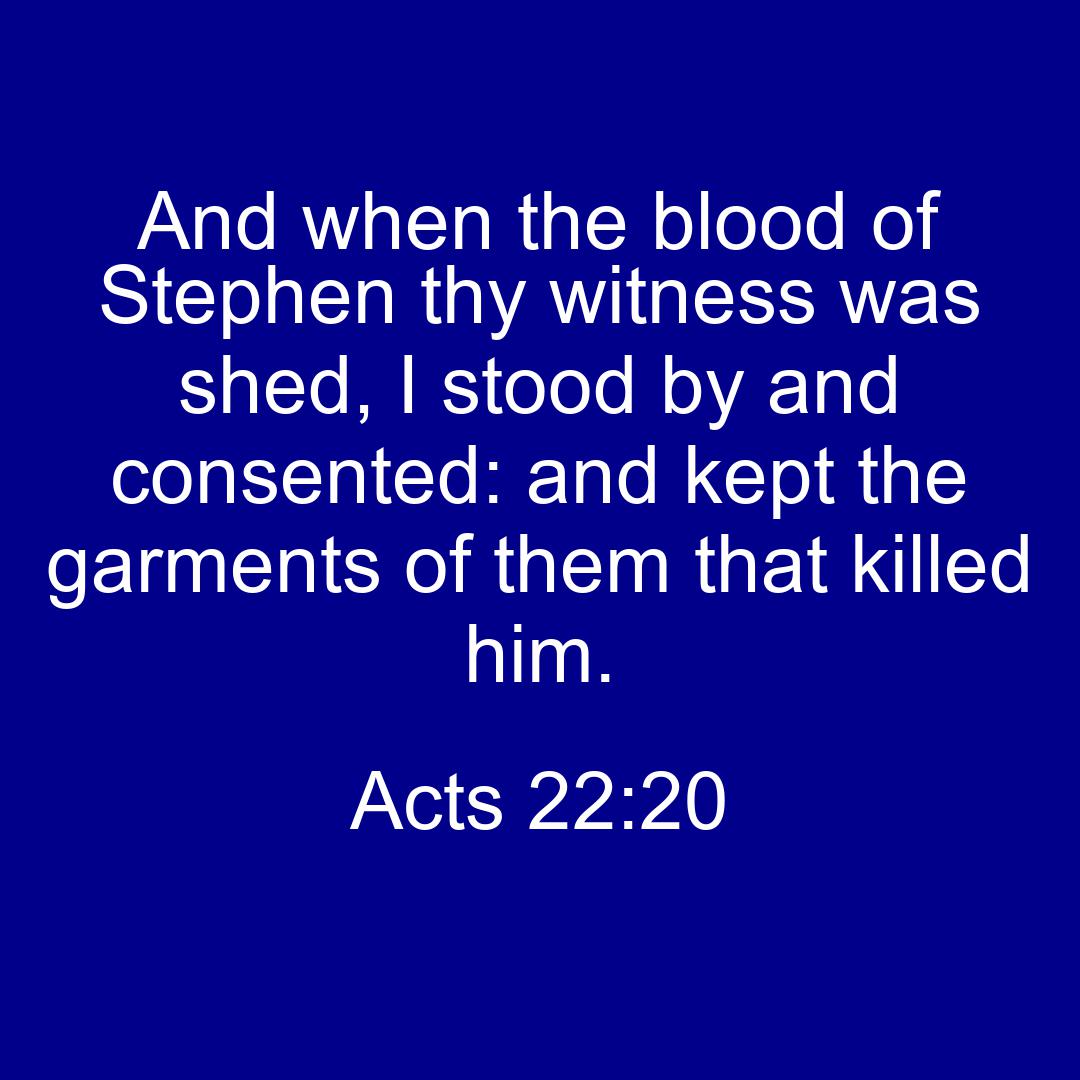 And when the blood of
Stephen thy witness was
shed, I stood by and
consented: and kept the
garments of them that killed
him.
Acts 22:20